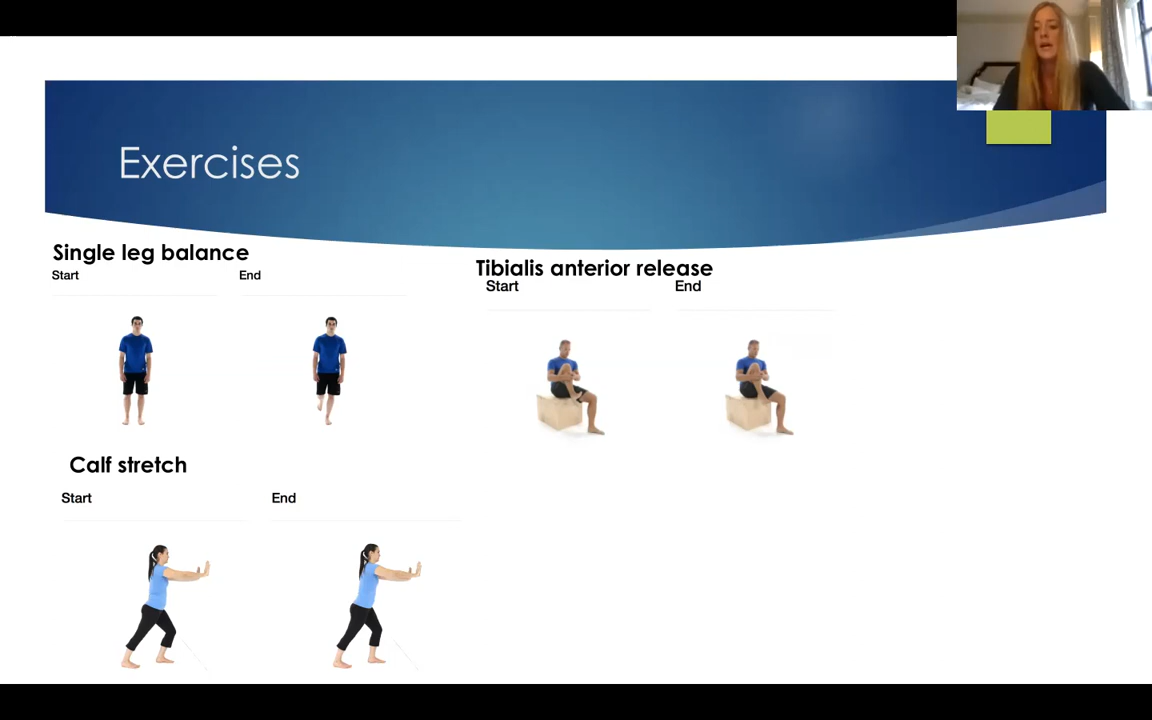 Exercises
Single leg balance
Start
End
Tibialis anterior release
Start
End
Calf stretch
Start
End